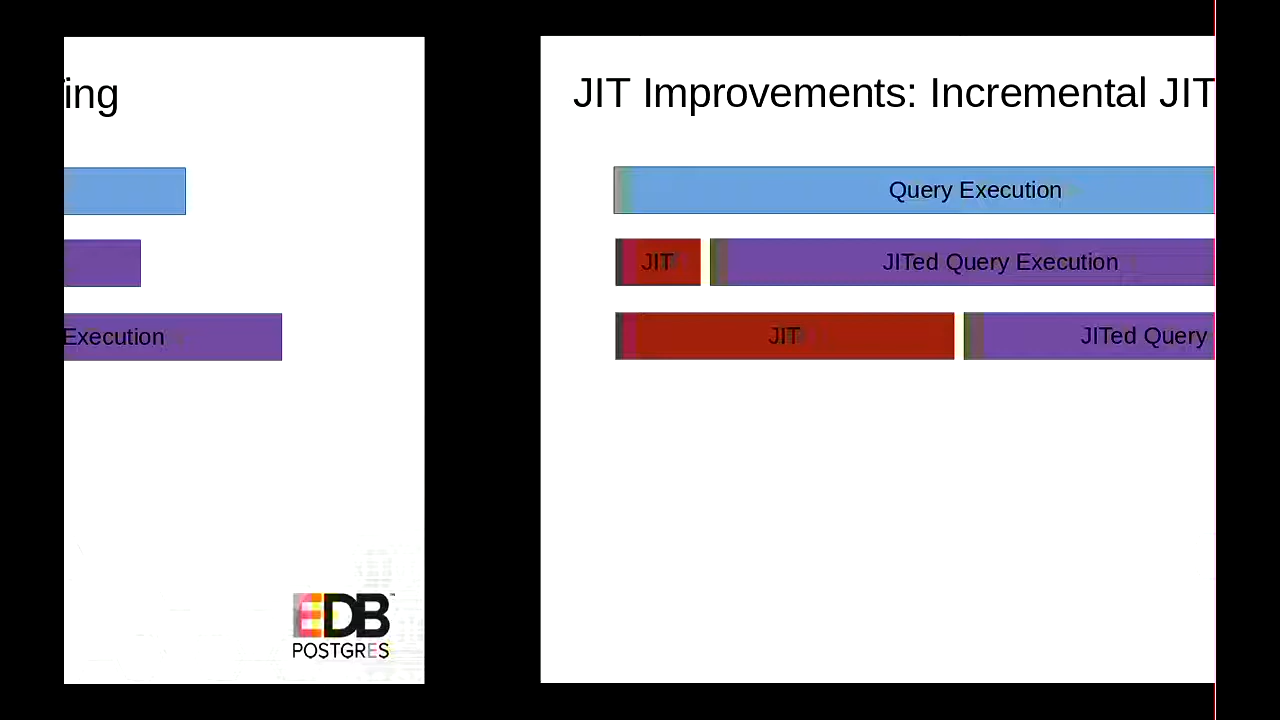 ing
Execution
EDB
POSTGRES
JIT Improvements: Incremental JIT
Query Execution
JIT
JITed Query Execution
JIT
JITed Query